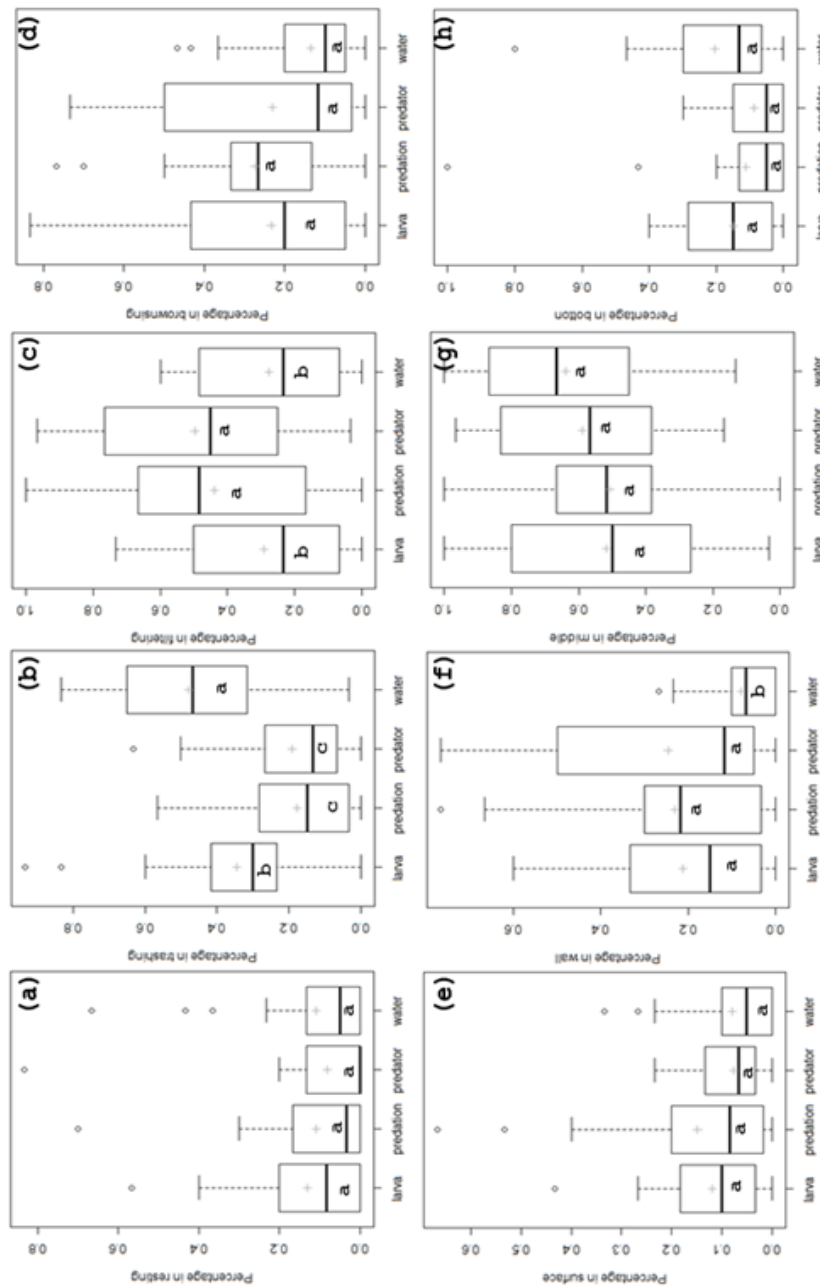 (a)
Percentage in resting
0.0 0.2 0.4 0.6 0.8
a a a a
larva predation predator water
(b)
Percentage in trashing
0.0 0.2 0.4 0.6 0.8
b c c a
larva predation predator water
(c)
Percentage in filtering
0.0 0.2 0.4 0.6 0.8 1.0
b a a b
larva predation predator water
(d)
Percentage in brownsing
0.0 0.2 0.4 0.6 0.8
a a a a
larva predation predator water
(e)
Percentage in surface
0.0 0.1 0.2 0.3 0.4 0.5 0.6
a a a a
larva predation predator water
(f)
Percentage in wall
0.0 0.2 0.4 0.6
a a a b
larva predation predator water
(g)
Percentage in middle
0.0 0.2 0.4 0.6 0.8 1.0
a a a a
larva predation predator water
(h)
Percentage in botton
0.0 0.2 0.4 0.6 0.8 1.0
a a a a
larva predation predator water